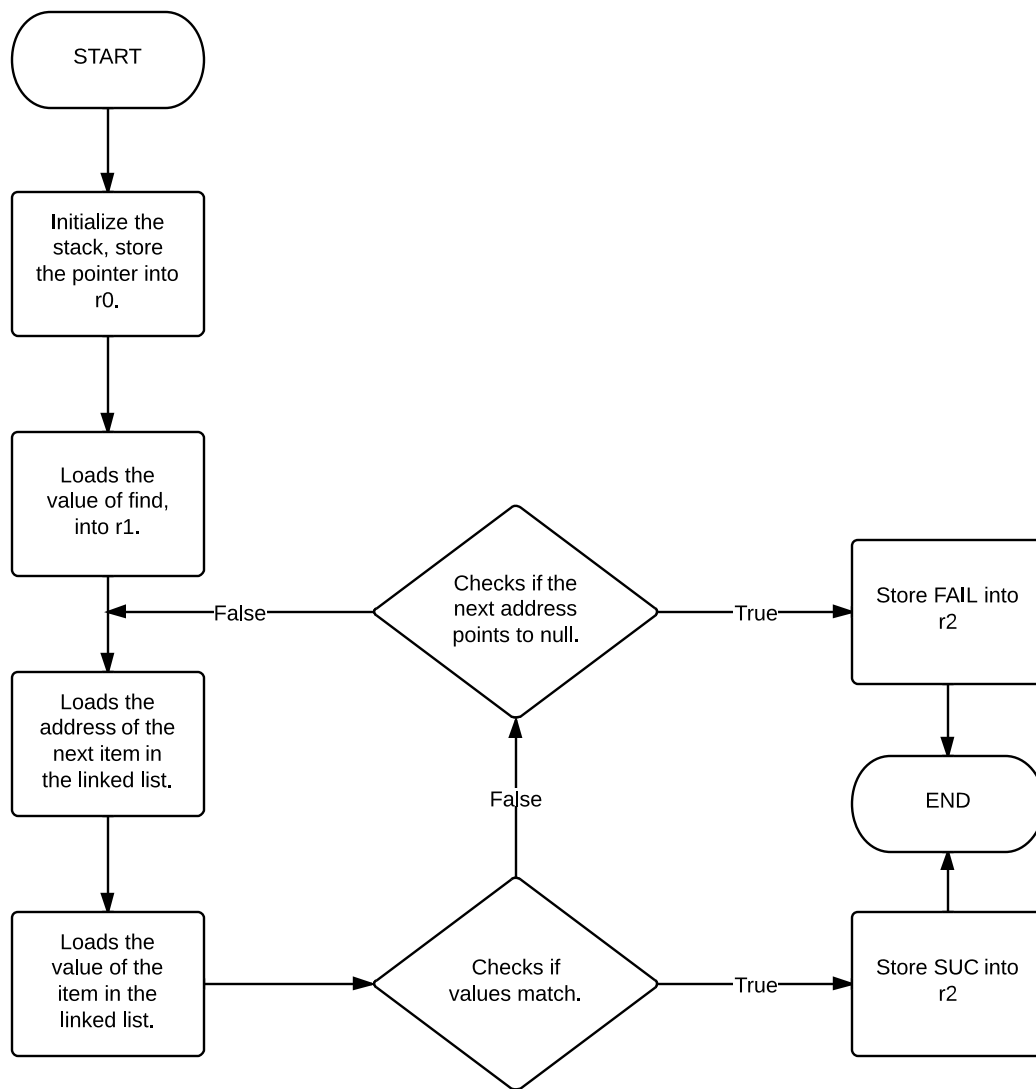 START
Initialize the
stack, store
the pointer into
r0.
Loads the
value of find,
into r1.
Loads the
address of the
next item in
the linked list.
Loads the
value of the
item in the
linked list.
Checks if
values match.
True
Store SUC into
r2
False
Checks if the
next address
points to null.
False
True
Store FAIL into
r2
END